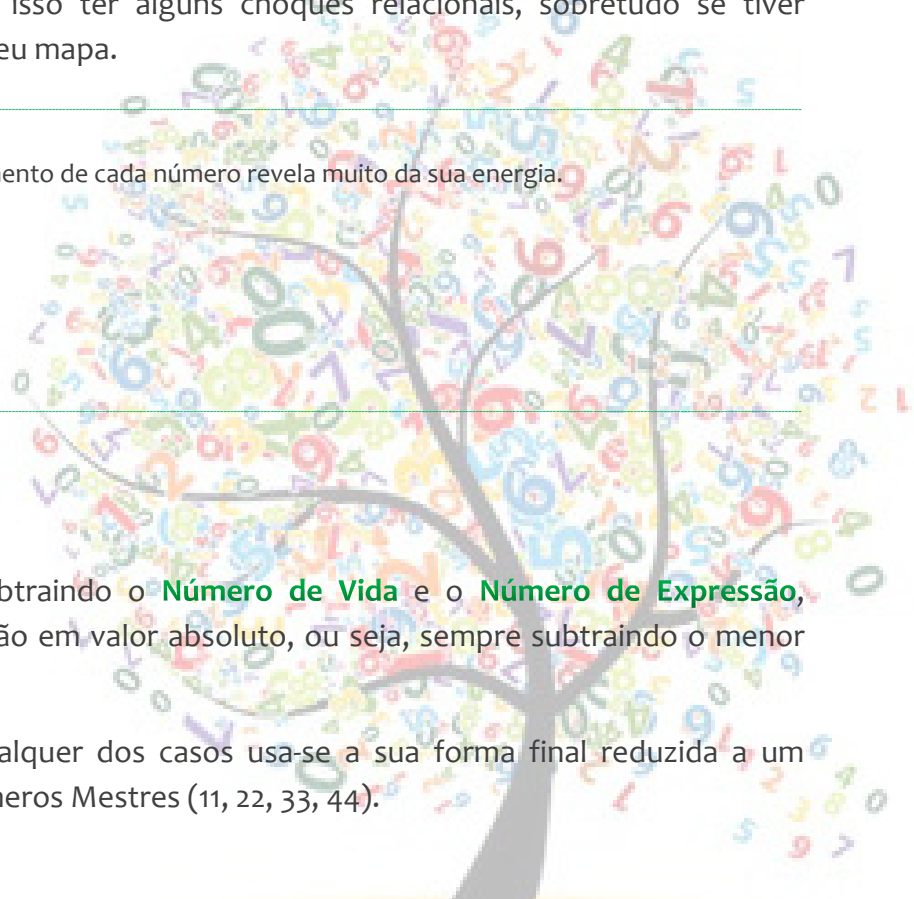 isso ter alguns choques relacionais, sobretudo se tiver
eu mapa.
ento de cada número revela muito da sua energia.
btraindo o Número de Vida e o Número de Expressão,
ão em valor absoluto, ou seja, sempre subtraindo o menor
alquer dos casos usa-se a sua forma final reduzida a um
neros Mestres (11, 22, 33, 44).